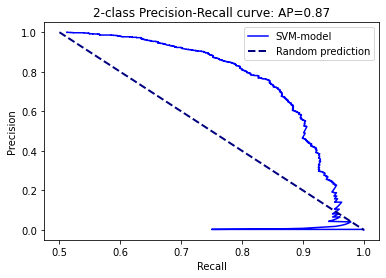 2-class Precision-Recall curve: AP=0.87
SVM-model
Random prediction
Precision
1.0
0.8
0.6
0.4
0.2
0.0
0.5 0.6 0.7 0.8 0.9 1.0
Recall